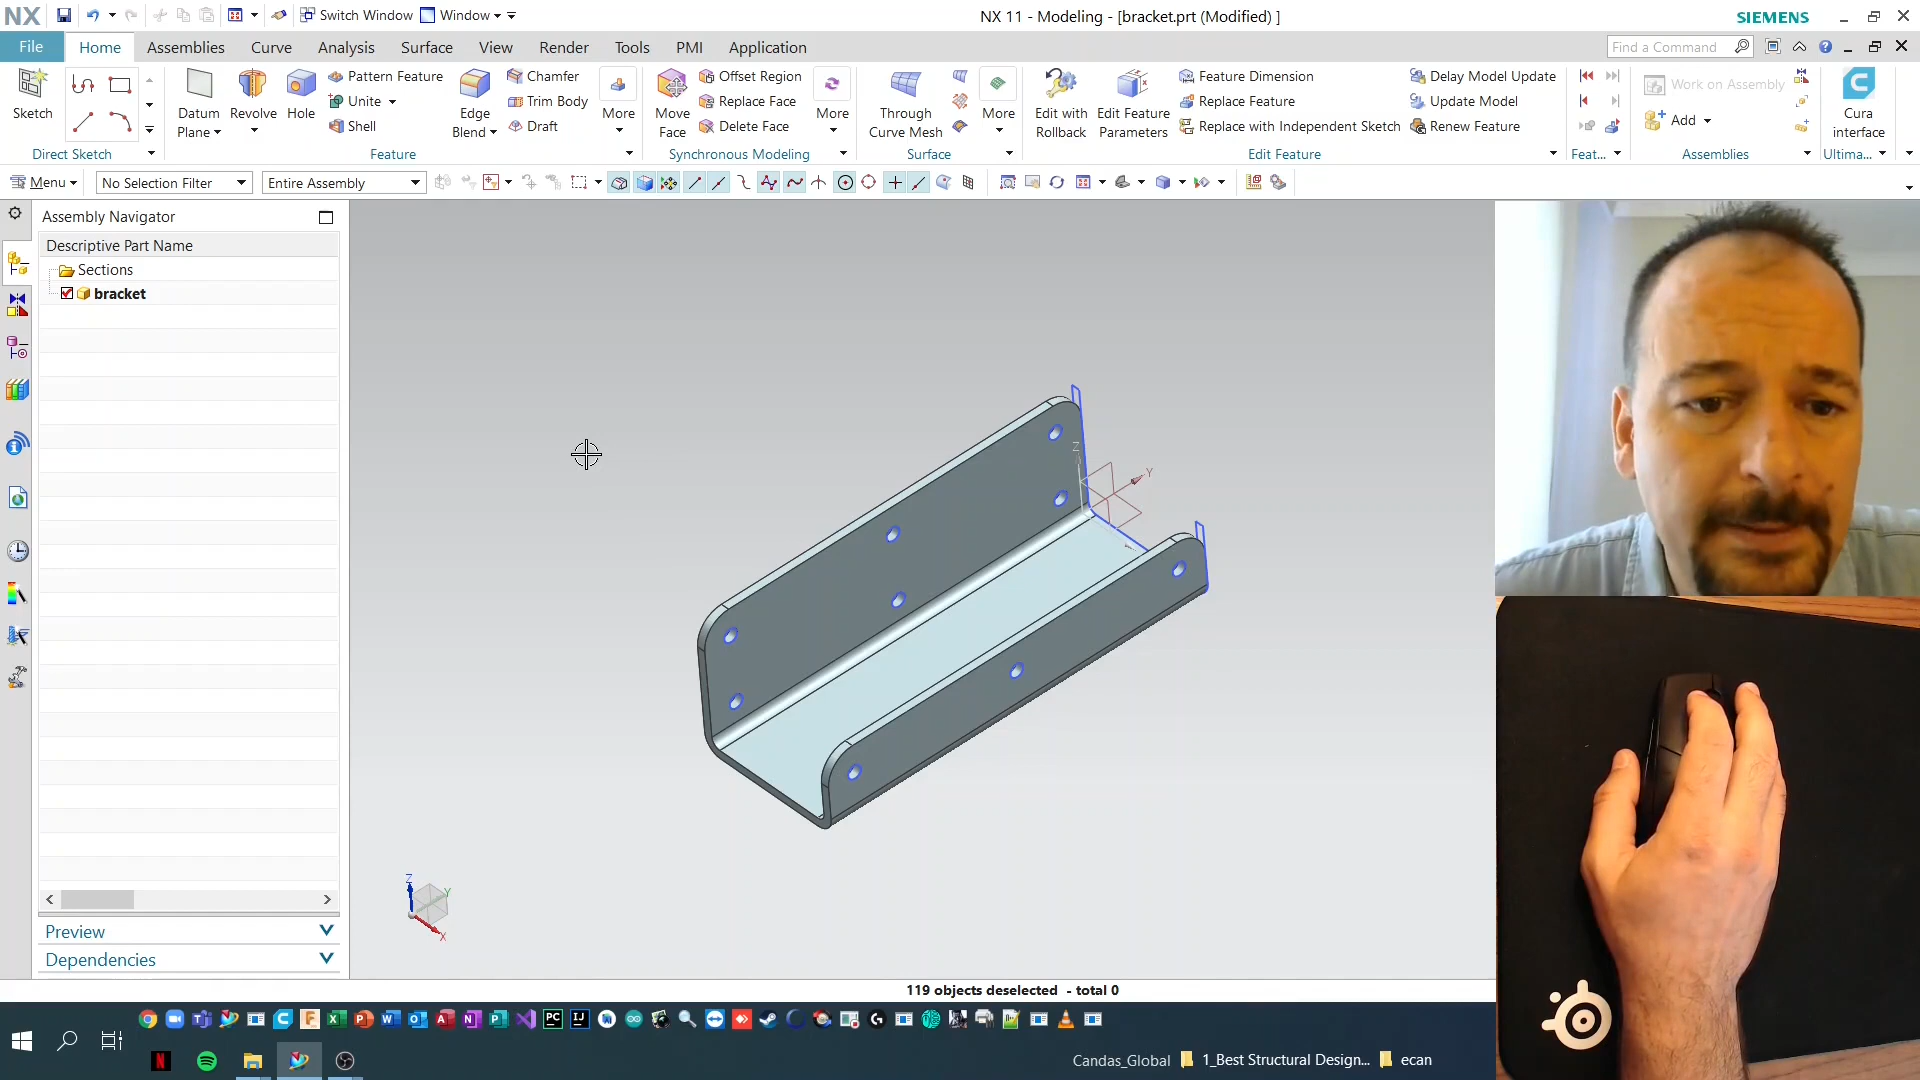 NX
Switch Window
Window
NX 11 - Modeling - [bracket.prt (Modified) ]
SIEMENS
File
Home
Assemblies
Curve
Analysis
Surface
View
Render
Tools
PMI
Application
Find a Command
Sketch
Direct Sketch
Datum
Plane
Revolve
Hole
Pattern Feature
Unite
Shell
Edge
Blend
Chamfer
Trim Body
Draft
More
Feature
Move
Face
Offset Region
Replace Face
Delete Face
More
Synchronous Modeling
Through
Curve Mesh
More
Surface
Edit with
Rollback
Edit Feature
Parameters
Feature Dimension
Replace Feature
Replace with Independent Sketch
Delay Model Update
Update Model
Renew Feature
Edit Feature
Feat...
Work on Assembly
Add
Assemblies
Cura
interface
Ultima...
Menu
No Selection Filter
Entire Assembly
Assembly Navigator
Descriptive Part Name
Sections
bracket
Z
Y
Z
Y
X
Preview
Dependencies
119 objects deselected - total 0
Candas_Global
1_Best Structural Design...
ecan